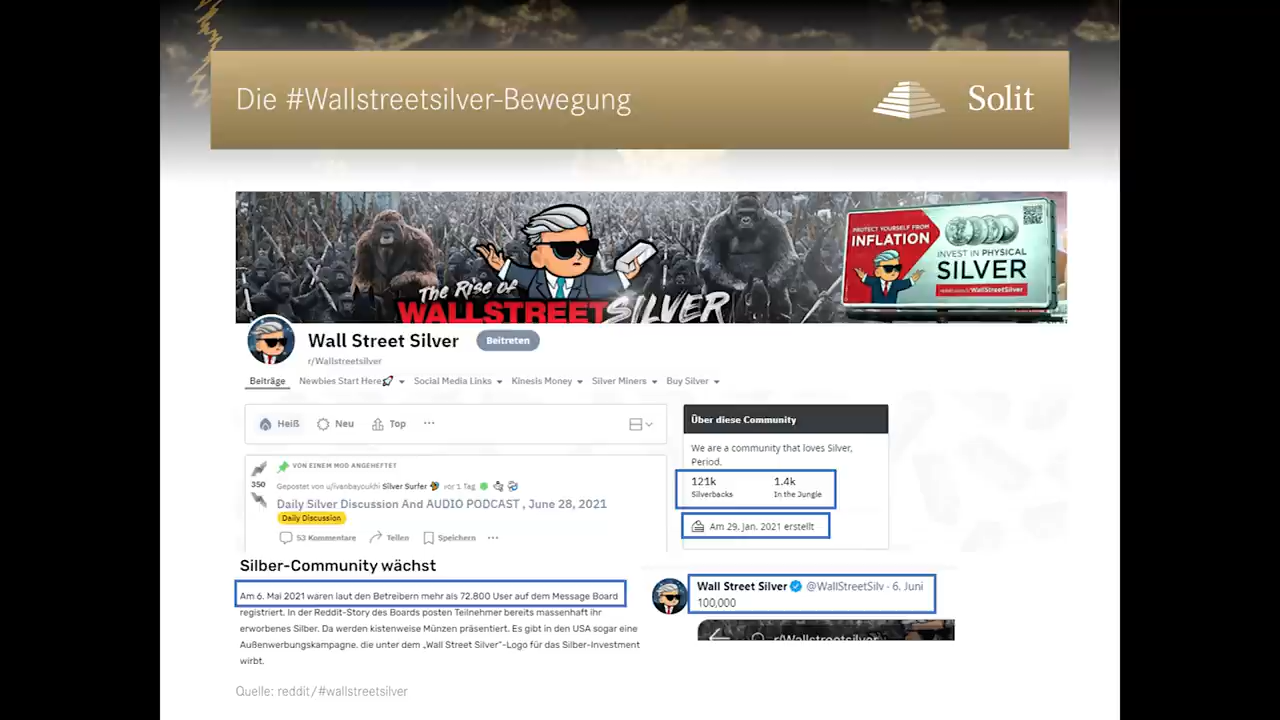 Die #Wallstreetsilver-Bewegung
Solit
The Rise of
WALLSTREETSILVER
PROTECT YOURSELF FROM
INFLATION
INVEST IN PHYSICAL
SILVER
Wall Street Silver
Beitreten
r/Wallstreetsilver
Beiträge
Newbies Start Here
Social Media Links
Kinesis Money
Silver Miners
Buy Silver
Heiß
Neu
Top
Über diese Community
We are a community that loves Silver,
Period.
121k
1.4k
Silverbacks
In the Jungle
Am 29. Jan. 2021 erstellt
VON EINEM MOD ANGEHEFTET
350
Gepostet von u/ivanbaycukhi Silver Surfer vor 1 Tag
Daily Silver Discussion And AUDIO PODCAST , June 28, 2021
Daily Discussion
53 Kommentare
Teilen
Speichern
Silber-Community wächst
Am 6. Mai 2021 waren laut den Betreibern mehr als 72.800 User auf dem Message Board
registriert. In der Reddit-Story des Boards posten Teilnehmer bereits massenhaft ihr
erworbenes Silber. Da werden kistenweise Münzen präsentiert. Es gibt in den USA sogar eine
Außenwerbungskampagne, die unter dem „Wall Street Silver“-Logo für das Silber-Investment
wirbt.
Wall Street Silver @WallStreetSilv · 6. Juni
100,000
r/Wallstreetsilver
Quelle: reddit/#wallstreetsilver